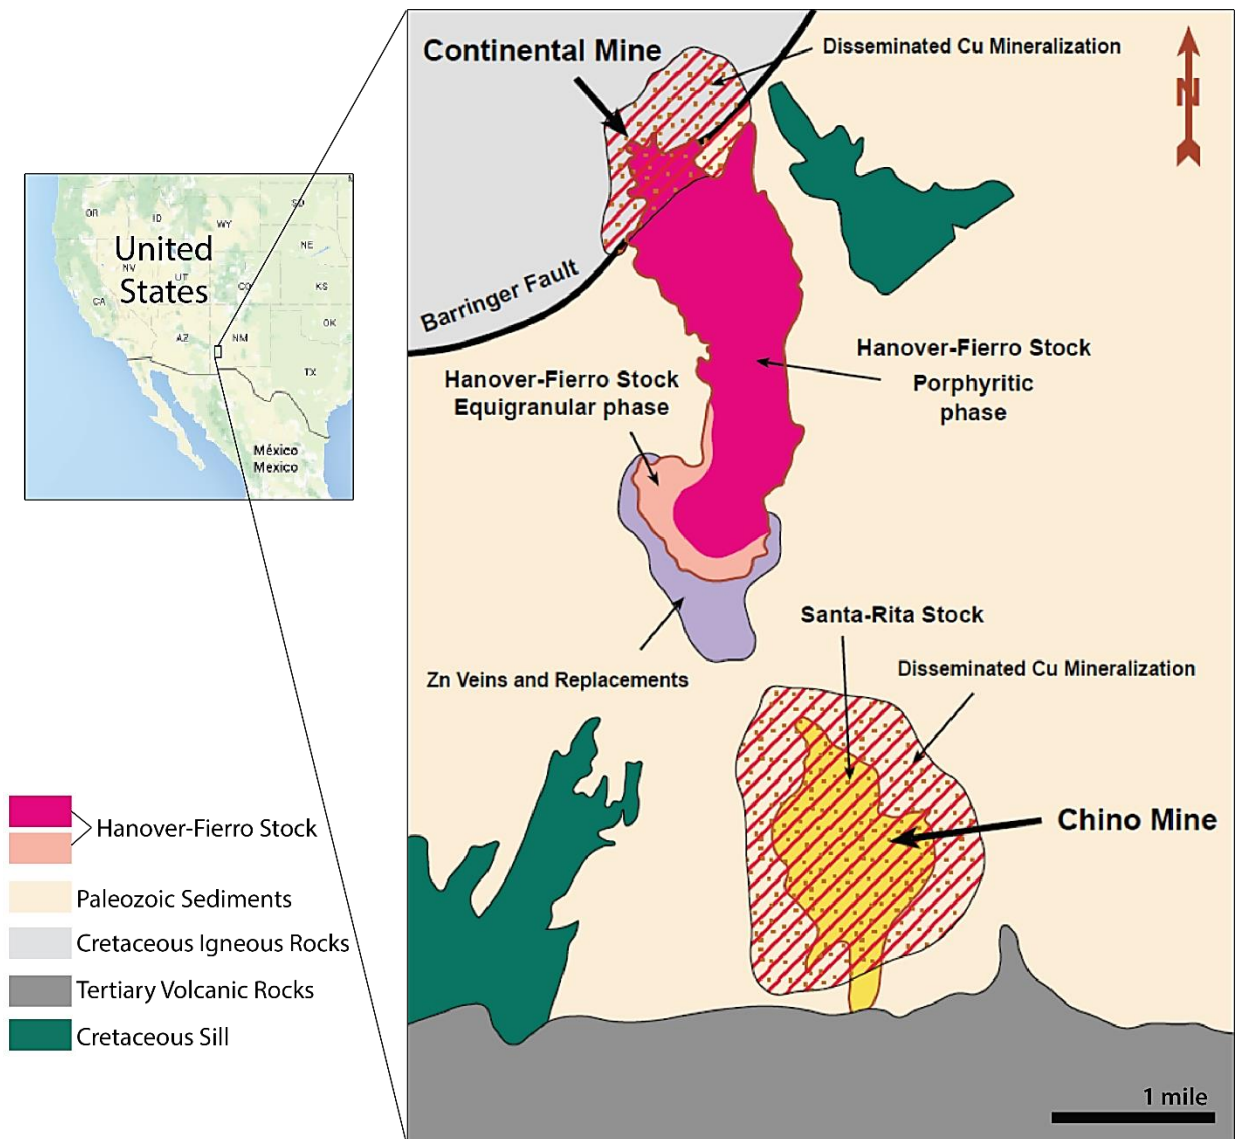 Continental Mine
Disseminated Cu Mineralization
N
Barringer Fault
Hanover-Fierro Stock
Porphyritic
phase
Hanover-Fierro Stock
Equigranular phase
Zn Veins and Replacements
Santa-Rita Stock
Disseminated Cu Mineralization
Chino Mine
1 mile
OR
ID
WY
SD
NE
United
States
NV
UT
CO
KS
CA
OK
AZ
NM
TX
México
Mexico
Hanover-Fierro Stock
Paleozoic Sediments
Cretaceous Igneous Rocks
Tertiary Volcanic Rocks
Cretaceous Sill